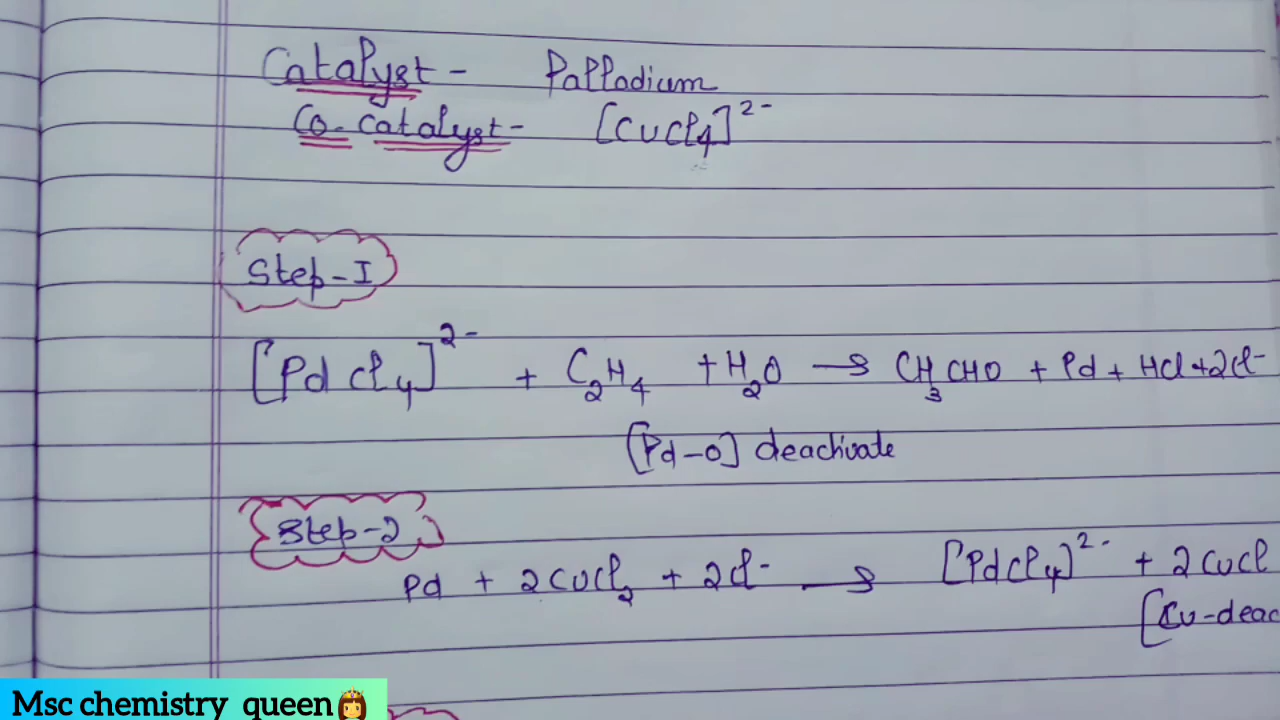 Catalyst - Palladium
Co-catalyst - [CuCl₄]²⁻
Step-I
[PdCl₄]²⁻ + C₂H₄ + H₂O → CH₃CHO + Pd + HCl + 2Cl⁻
[Pd-0] deactivate
Step-2
Pd + 2CuCl₂ + 2Cl⁻ → [PdCl₄]²⁻ + 2CuCl
[Cu-deac
Msc chemistry queen👸